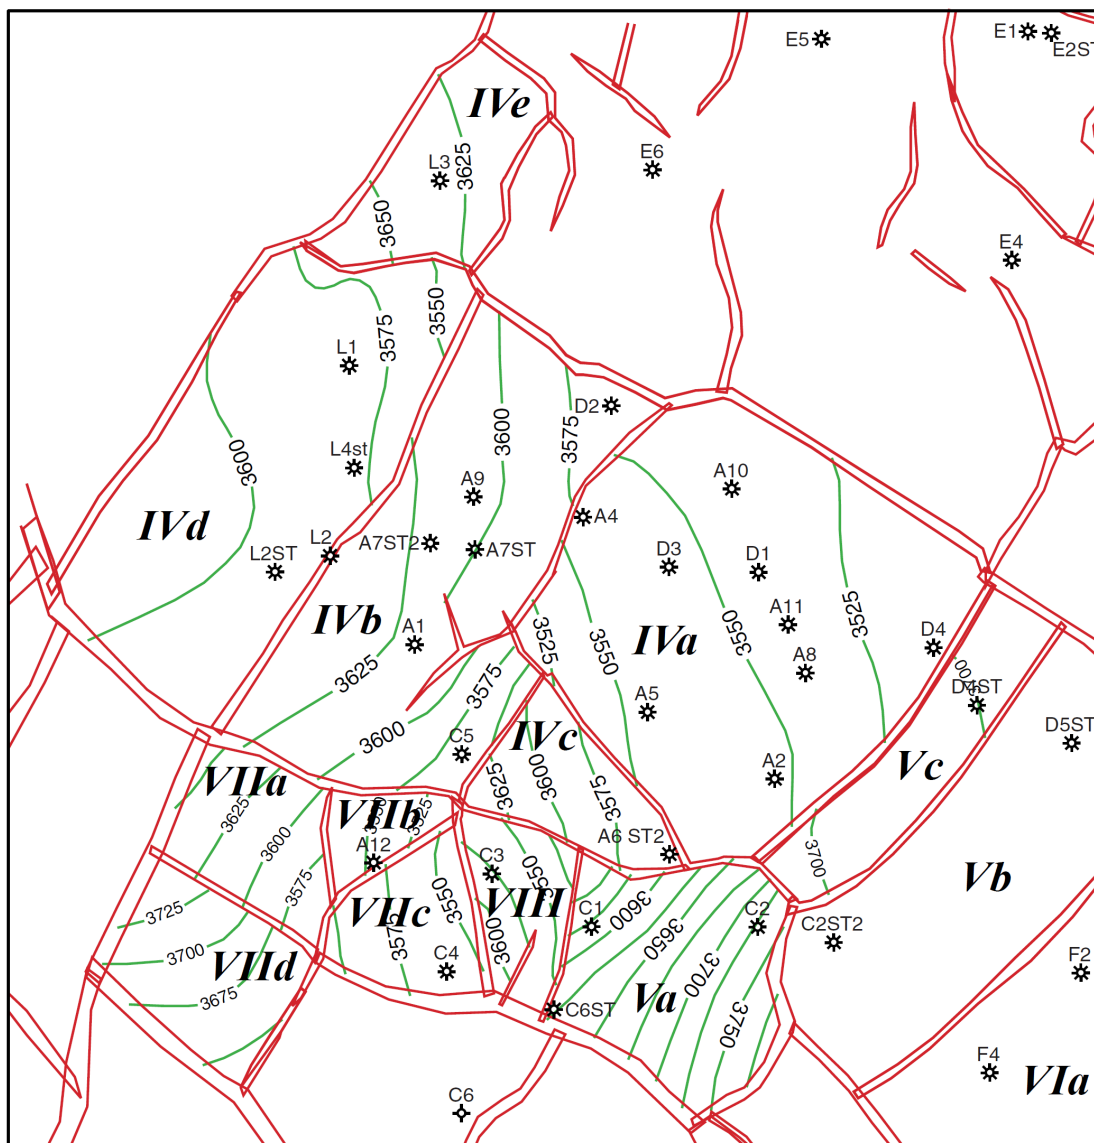 E5
E1
E2ST
IVe
L3
3625
E6
3650
E4
3550
3575
L1
D2
3600
3575
3600
L4st
A10
A9
IVd
A4
L2
A7ST2
A7ST
L2ST
D3
D1
IVb
A11
3525
3550
IVa
3550
3525
A1
D4
3625
3575
A8
D4ST
A5
IVc
D5ST
3600
C5
Vc
VIIa
3625
3600
A2
3625
VIIb
3525
3575
3600
A6 ST2
3700
A12
C3
3550
Vb
3575
3550
VIII
3725
VIIc
C1
3600
C2
C2ST2
3650
3700
VIId
3575
3600
C4
F2
3700
3675
Va
C6ST
3750
F4
VIa
C6